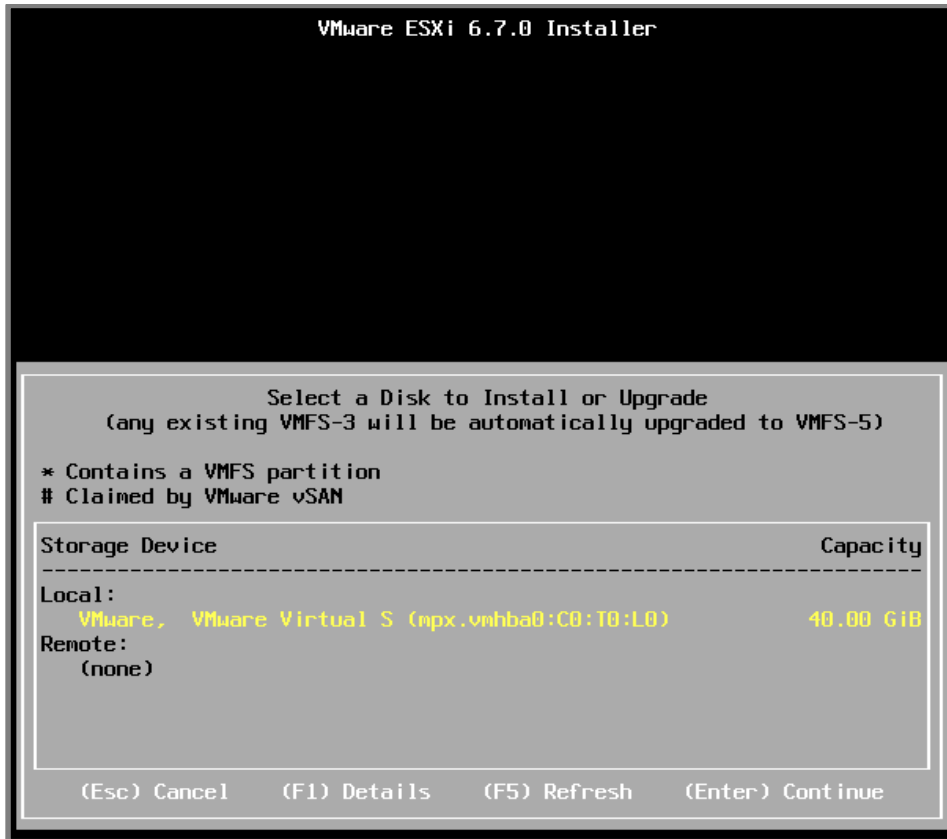 VMware ESXi 6.7.0 Installer
Select a Disk to Install or Upgrade
(any existing VMFS-3 will be automatically upgraded to VMFS-5)
* Contains a VMFS partition
# Claimed by VMware vSAN
Storage Device Capacity
--------------------------------------------------------------------
Local:
VMware,  VMware Virtual S (mpx.vmhba0:C0:T0:L0) 40.00 GiB
Remote:
(none)
(Esc) Cancel (F1) Details (F5) Refresh (Enter) Continue